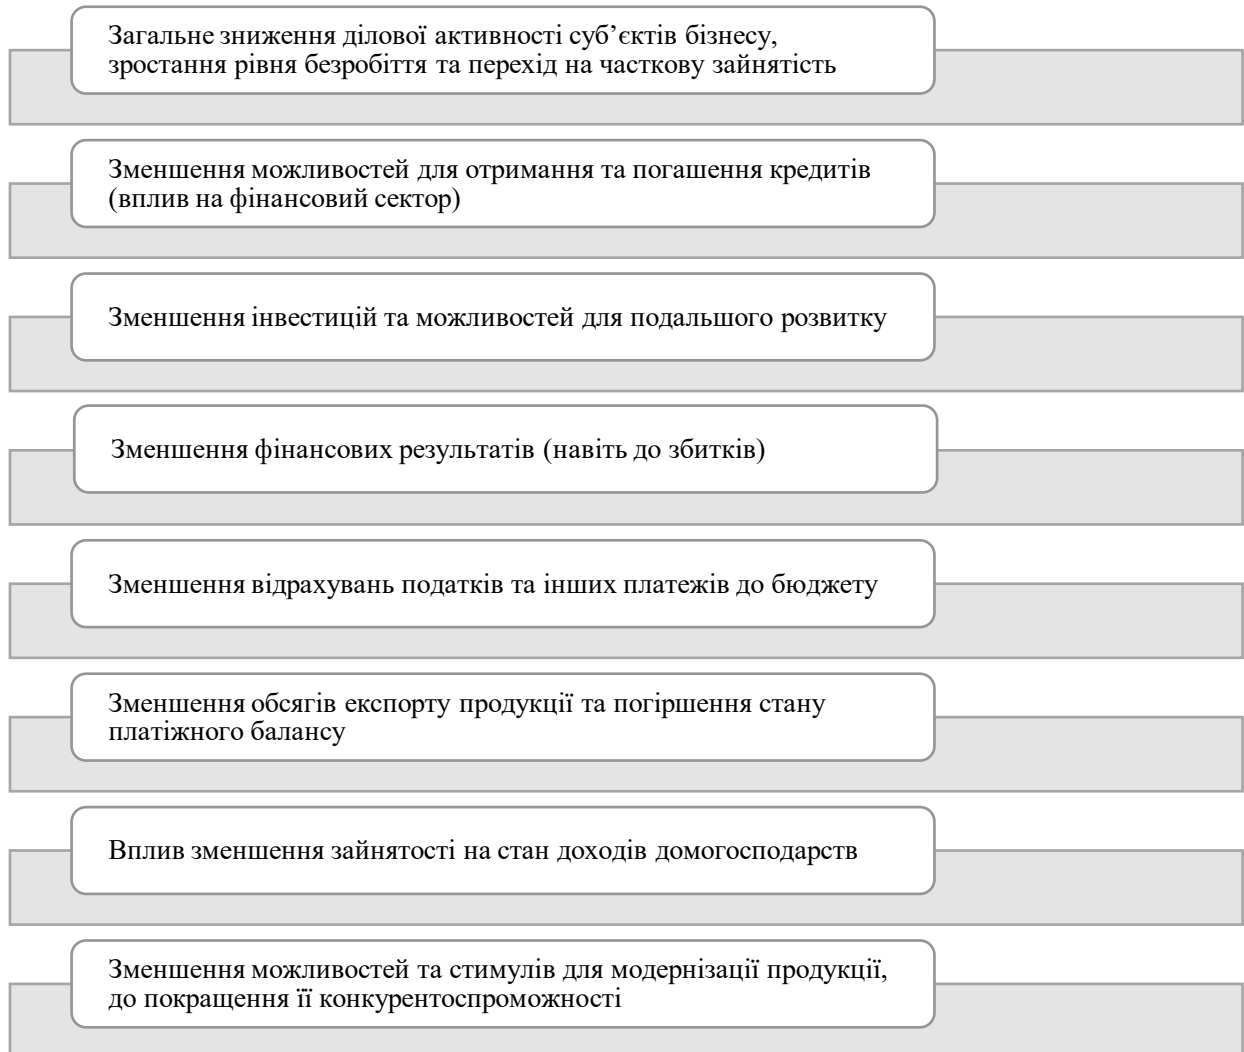 Загальне зниження ділової активності суб’єктів бізнесу,
зростання рівня безробіття та перехід на часткову зайнятість
Зменшення можливостей для отримання та погашення кредитів
(вплив на фінансовий сектор)
Зменшення інвестицій та можливостей для подальшого розвитку
Зменшення фінансових результатів (навіть до збитків)
Зменшення відрахувань податків та інших платежів до бюджету
Зменшення обсягів експорту продукції та погіршення стану
платіжного балансу
Вплив зменшення зайнятості на стан доходів домогосподарств
Зменшення можливостей та стимулів для модернізації продукції,
до покращення її конкурентоспроможності